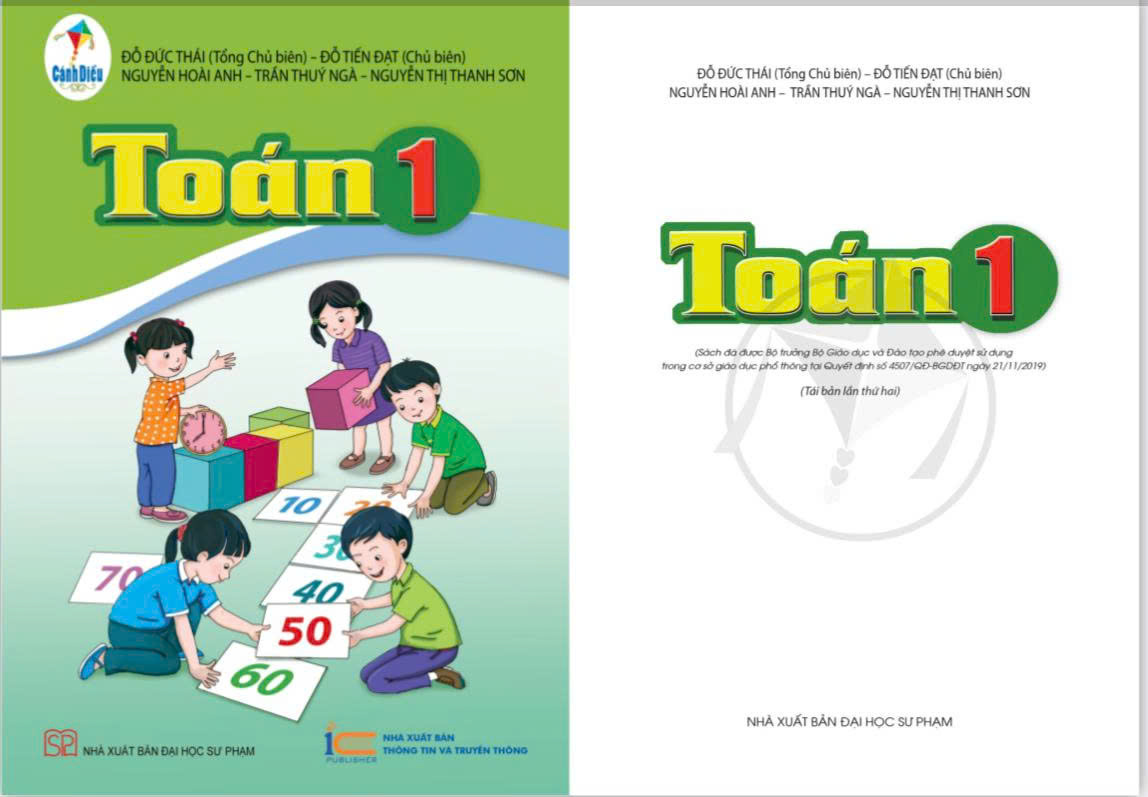 Cánh Diều
ĐỖ ĐỨC THÁI (Tổng Chủ biên) – ĐỖ TIẾN ĐẠT (Chủ biên)
NGUYỄN HOÀI ANH – TRẦN THUÝ NGÀ – NGUYỄN THỊ THANH SƠN
Toán 1
10
20
30
40
50
60
70
SP
NHÀ XUẤT BẢN ĐẠI HỌC SƯ PHẠM
ic
PUBLISHER
NHÀ XUẤT BẢN
THÔNG TIN VÀ TRUYỀN THÔNG
ĐỖ ĐỨC THÁI (Tổng Chủ biên) – ĐỖ TIẾN ĐẠT (Chủ biên)
NGUYỄN HOÀI ANH – TRẦN THUÝ NGÀ – NGUYỄN THỊ THANH SƠN
Toán 1
(Sách đã được Bộ trưởng Bộ Giáo dục và Đào tạo phê duyệt sử dụng
trong cơ sở giáo dục phổ thông tại Quyết định số 4507/QĐ-BGDĐT ngày 21/11/2019)
(Tái bản lần thứ hai)
NHÀ XUẤT BẢN ĐẠI HỌC SƯ PHẠM